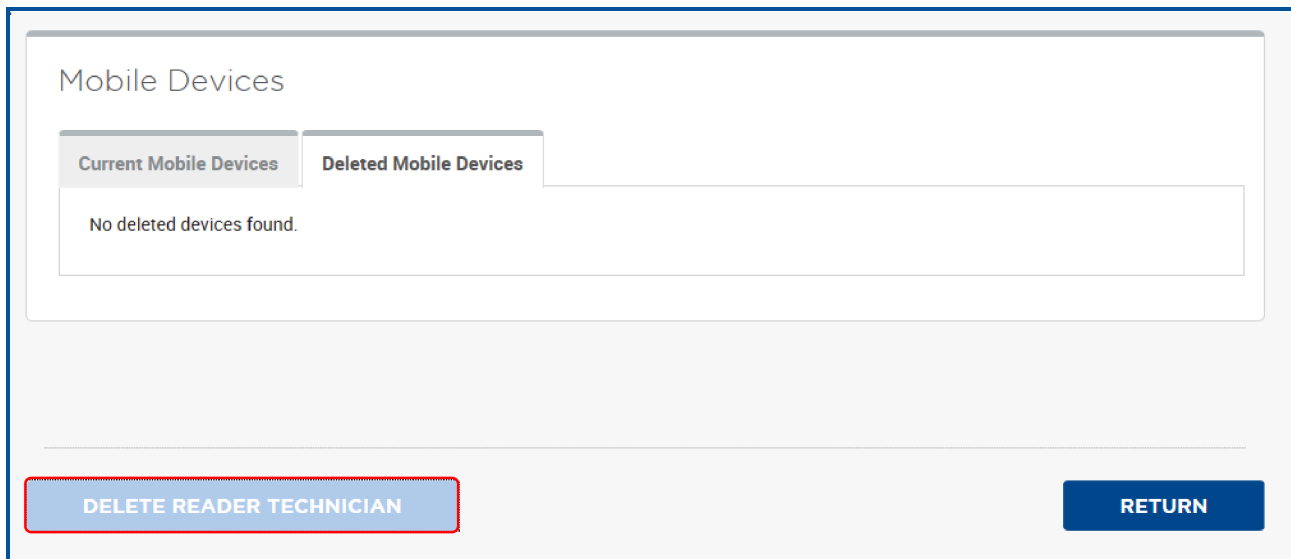 Mobile Devices
Current Mobile Devices
Deleted Mobile Devices
No deleted devices found.
DELETE READER TECHNICIAN
RETURN